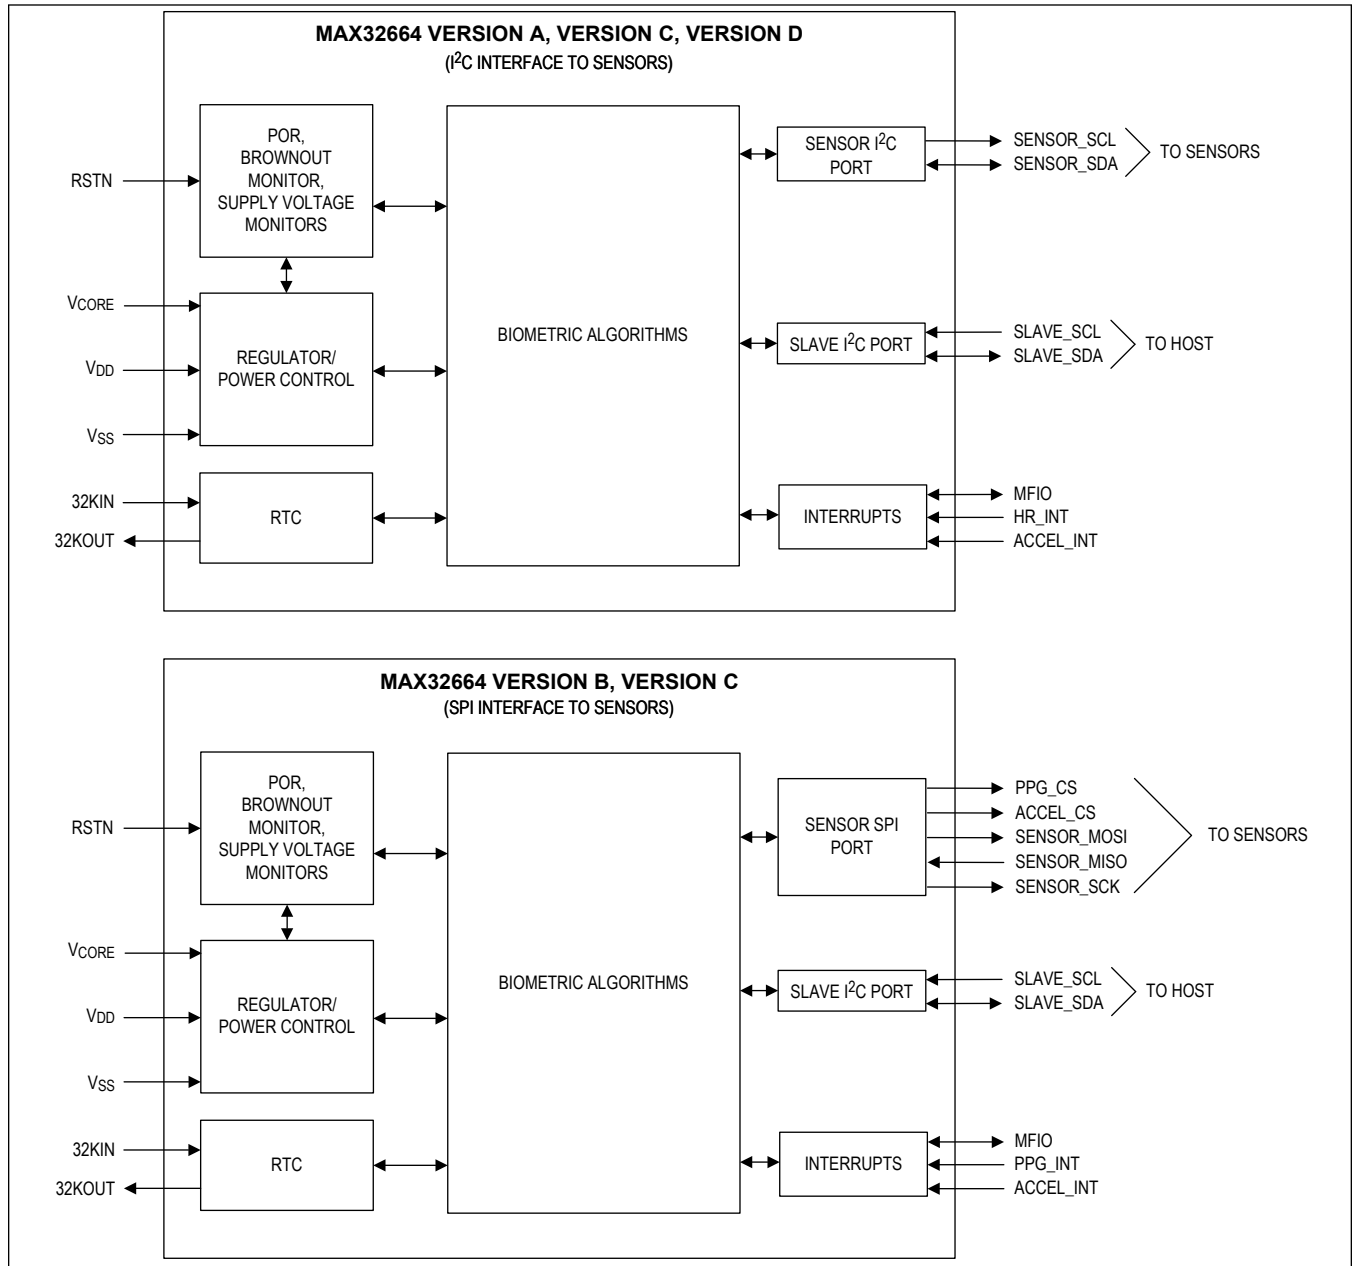 MAX32664 VERSION A, VERSION C, VERSION D
(I²C INTERFACE TO SENSORS)
POR,
BROWNOUT
MONITOR,
SUPPLY VOLTAGE
MONITORS
RSTN
VCORE
VDD
VSS
REGULATOR/
POWER CONTROL
32KIN
32KOUT
RTC
BIOMETRIC ALGORITHMS
SENSOR I²C
PORT
SENSOR_SCL
SENSOR_SDA
TO SENSORS
SLAVE I²C PORT
SLAVE_SCL
SLAVE_SDA
TO HOST
INTERRUPTS
MFIO
HR_INT
ACCEL_INT
MAX32664 VERSION B, VERSION C
(SPI INTERFACE TO SENSORS)
POR,
BROWNOUT
MONITOR,
SUPPLY VOLTAGE
MONITORS
RSTN
VCORE
VDD
VSS
REGULATOR/
POWER CONTROL
32KIN
32KOUT
RTC
BIOMETRIC ALGORITHMS
SENSOR SPI
PORT
PPG_CS
ACCEL_CS
SENSOR_MOSI
SENSOR_MISO
SENSOR_SCK
TO SENSORS
SLAVE I²C PORT
SLAVE_SCL
SLAVE_SDA
TO HOST
INTERRUPTS
MFIO
PPG_INT
ACCEL_INT